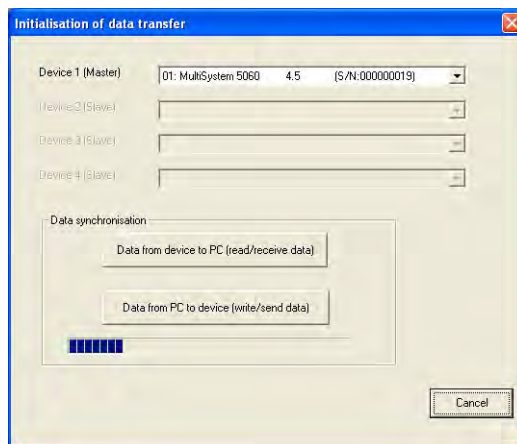 Initialisation of data transfer
Device 1 (Master)
01: MultiSystem 5060 4.5 (S/N:000000019)
Device 2 (Slave)
Device 3 (Slave)
Device 4 (Slave)
Data synchronisation
Data from device to PC (read/receive data)
Data from PC to device (write/send data)
Cancel